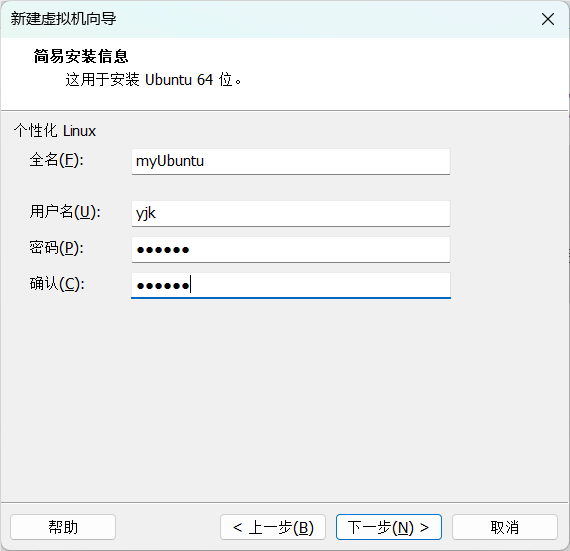 新建虚拟机向导
简易安装信息
这用于安装 Ubuntu 64 位。
个性化 Linux
全名(F): myUbuntu
用户名(U): yjk
密码(P): ●●●●●●
确认(C): ●●●●●●
帮助 < 上一步(B) 下一步(N) > 取消